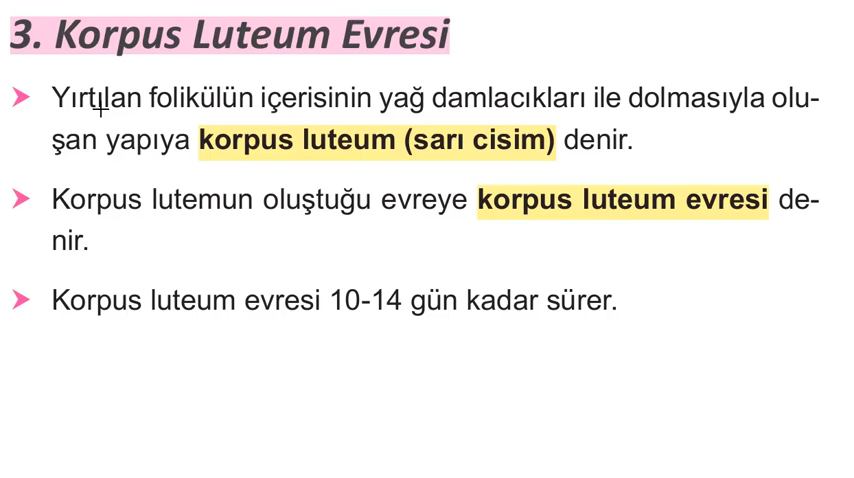 3. Korpus Luteum Evresi
Yırtılan folikülün içerisinin yağ damlacıkları ile dolmasıyla olu-
şan yapıya korpus luteum (sarı cisim) denir.
Korpus lutemun oluştuğu evreye korpus luteum evresi de-
nir.
Korpus luteum evresi 10-14 gün kadar sürer.